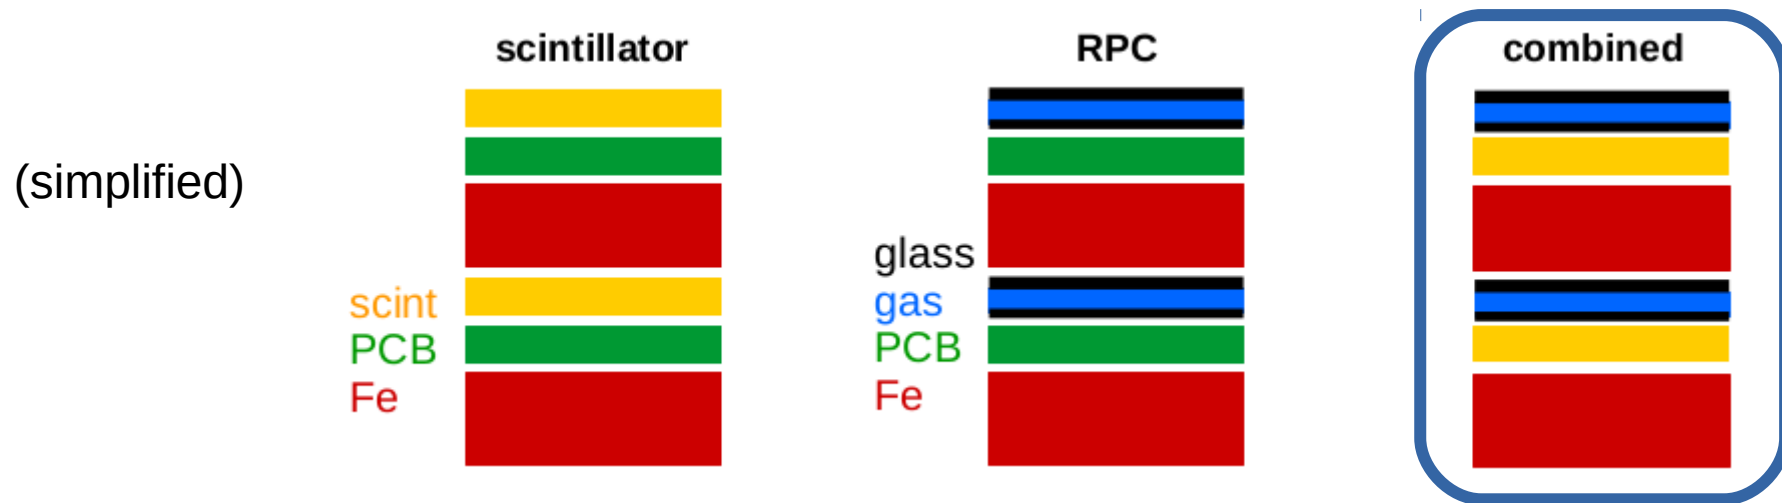 scintillator
RPC
combined
(simplified)
glass
scint
gas
PCB
PCB
Fe
Fe